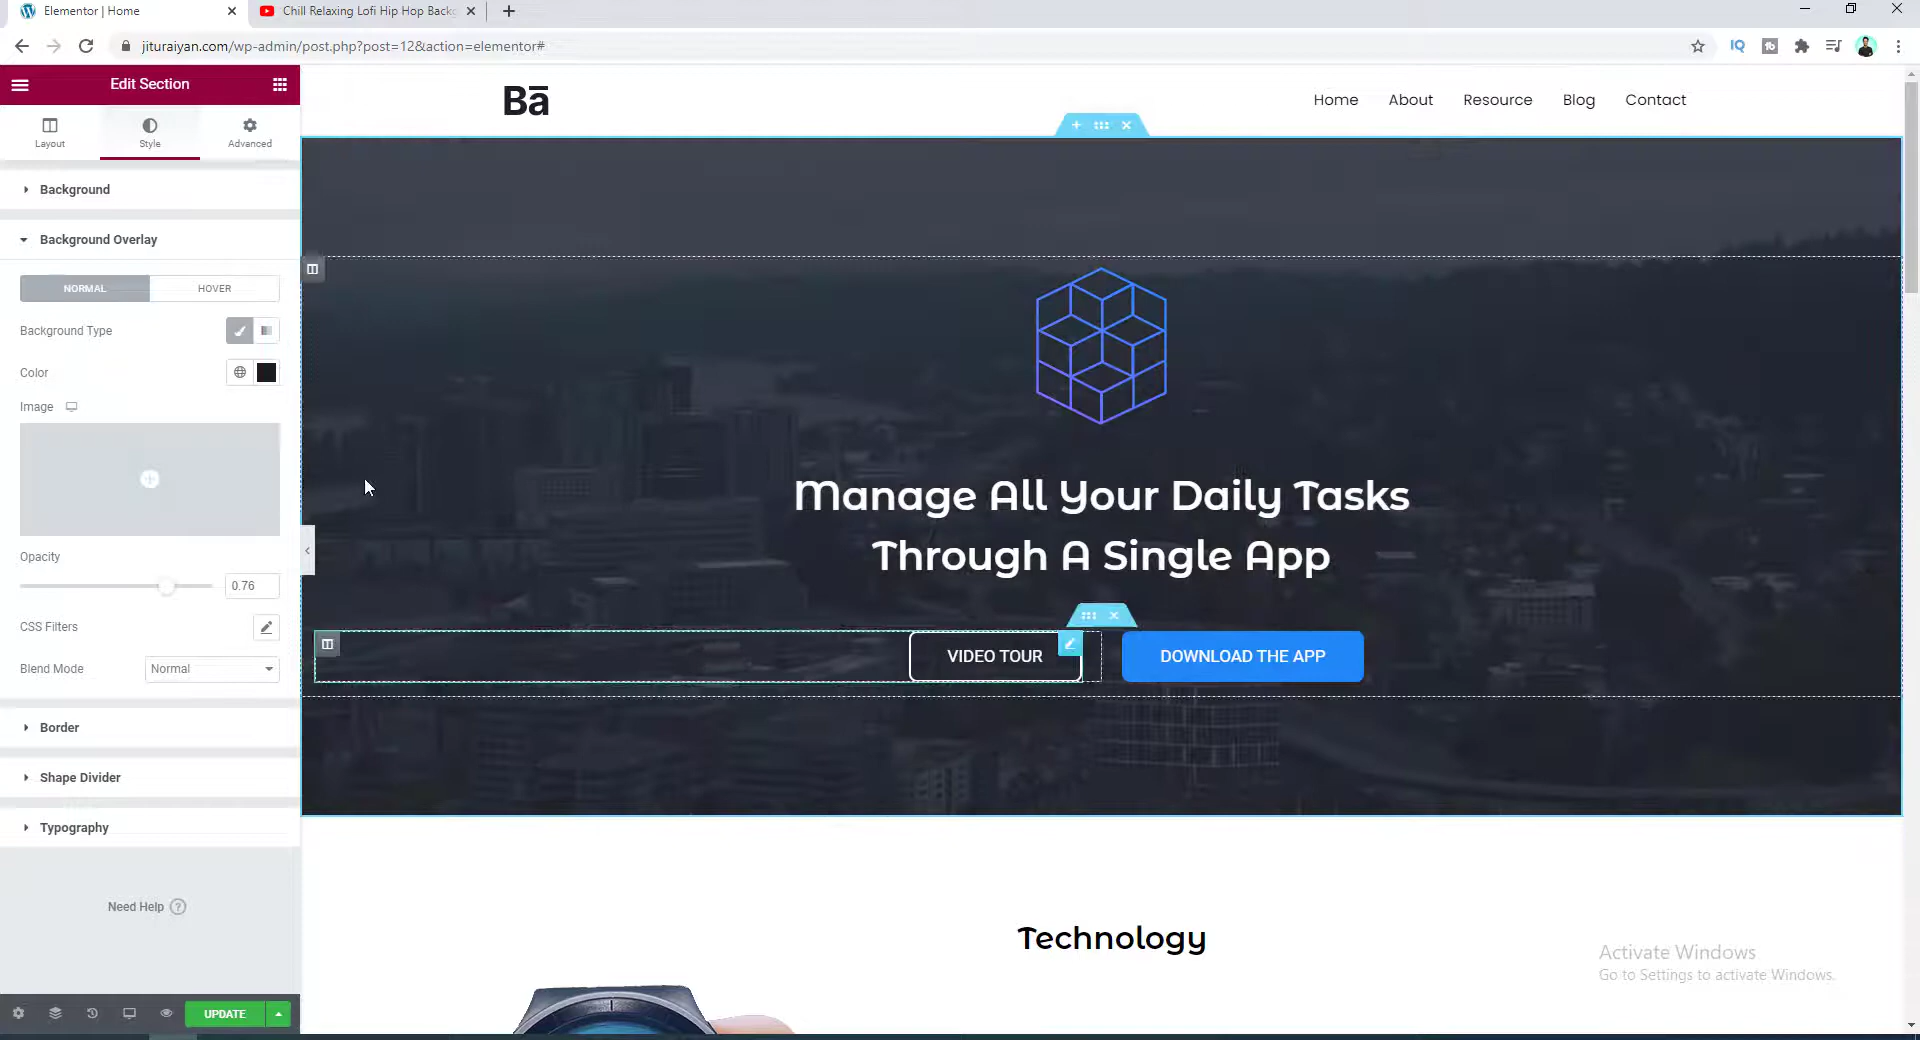 Elementor | Home
Chill Relaxing Lofi Hip Hop Backg
jituraiyan.com/wp-admin/post.php?post=12&action=elementor#
IQ
Edit Section
Layout
Style
Advanced
Background
Background Overlay
NORMAL
HOVER
Background Type
Color
Image
Opacity
0.76
CSS Filters
Blend Mode
Normal
Border
Shape Divider
Typography
Need Help ?
UPDATE
Bā
Home
About
Resource
Blog
Contact
Manage All Your Daily Tasks
Through A Single App
VIDEO TOUR
DOWNLOAD THE APP
Technology
Activate Windows
Go to Settings to activate Windows.